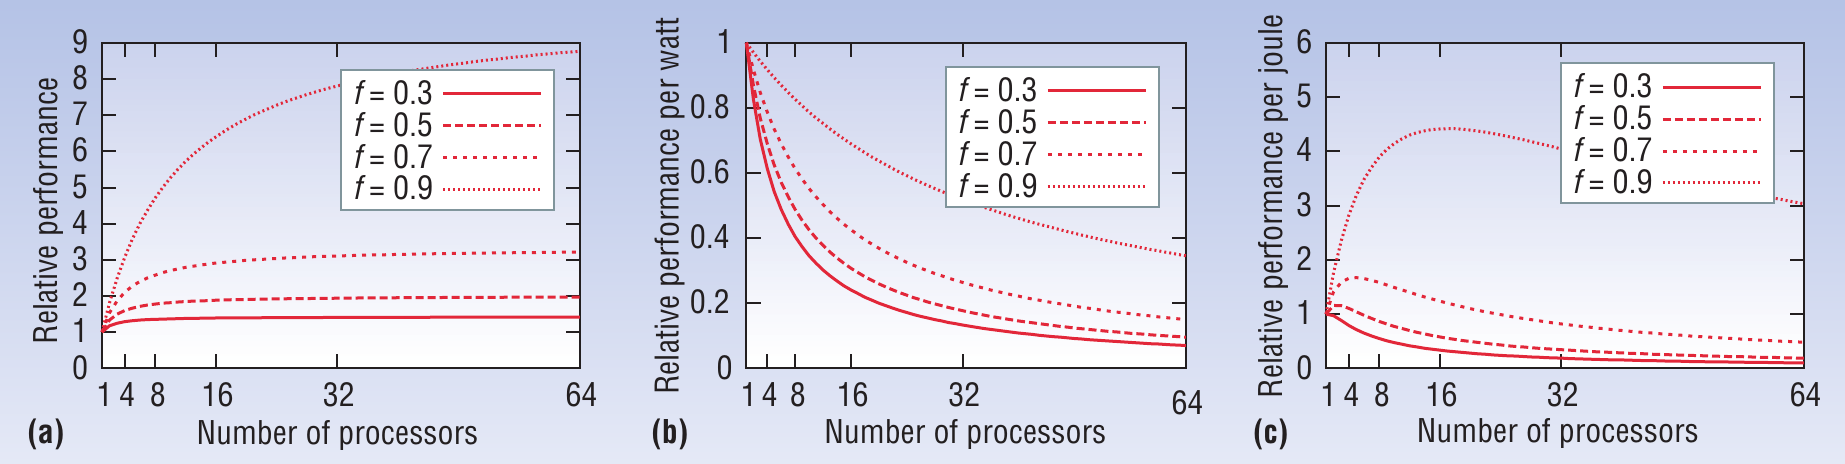 Relative performance
9
8
7
6
5
4
3
2
1
0
f = 0.3
f = 0.5
f = 0.7
f = 0.9
1 4 8 16 32 64
(a) Number of processors
Relative performance per watt
1
0.8
0.6
0.4
0.2
0
f = 0.3
f = 0.5
f = 0.7
f = 0.9
1 4 8 16 32 64
(b) Number of processors
Relative performance per joule
6
5
4
3
2
1
0
f = 0.3
f = 0.5
f = 0.7
f = 0.9
1 4 8 16 32 64
(c) Number of processors